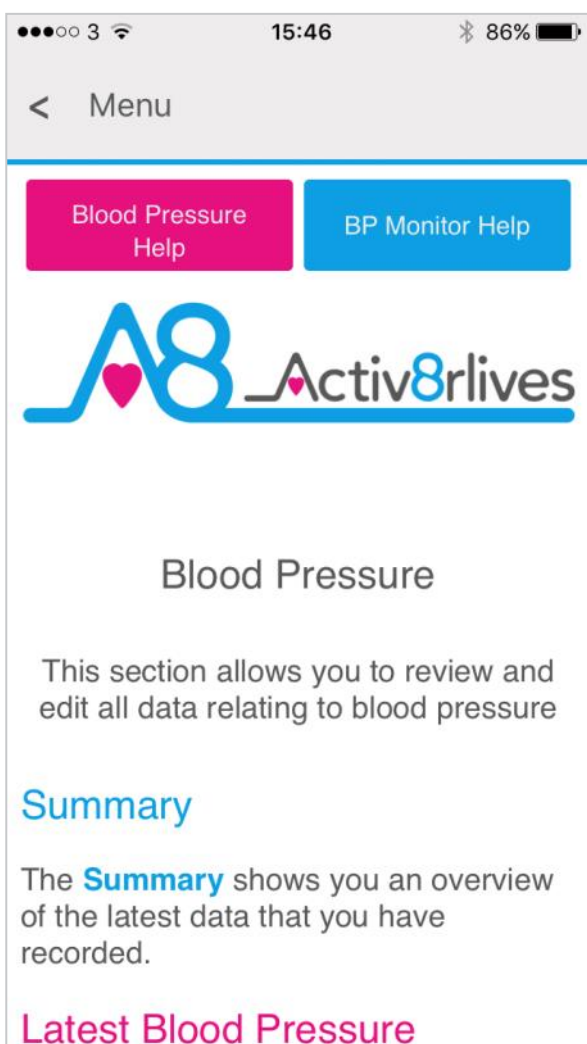 3 15:46 86%
< Menu
Blood Pressure
Help
BP Monitor Help
A8 Activ8rlives
Blood Pressure
This section allows you to review and
edit all data relating to blood pressure
Summary
The Summary shows you an overview
of the latest data that you have
recorded.
Latest Blood Pressure